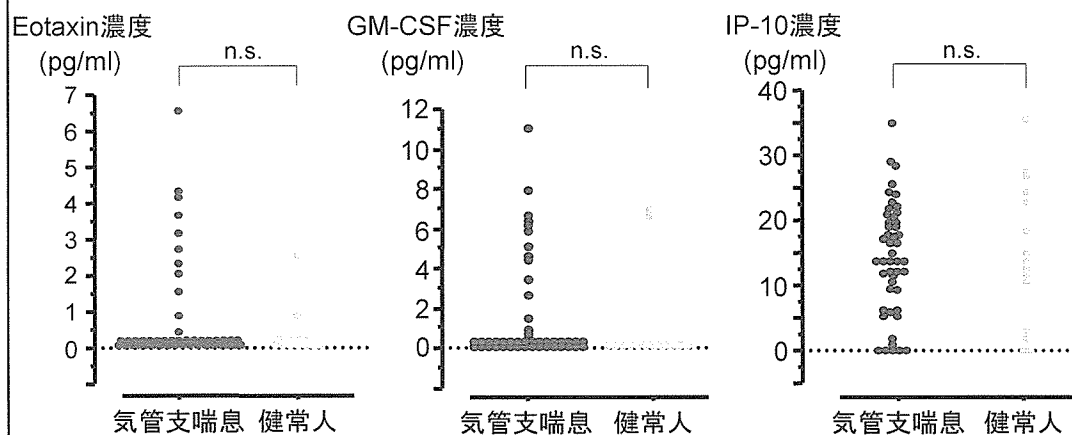 Eotaxin濃度
(pg/ml)
n.s.
7
6
5
4
3
2
1
0
気管支喘息 健常人
GM-CSF濃度
(pg/ml)
n.s.
12
10
8
6
4
2
0
気管支喘息 健常人
IP-10濃度
(pg/ml)
n.s.
40
30
20
10
0
気管支喘息 健常人